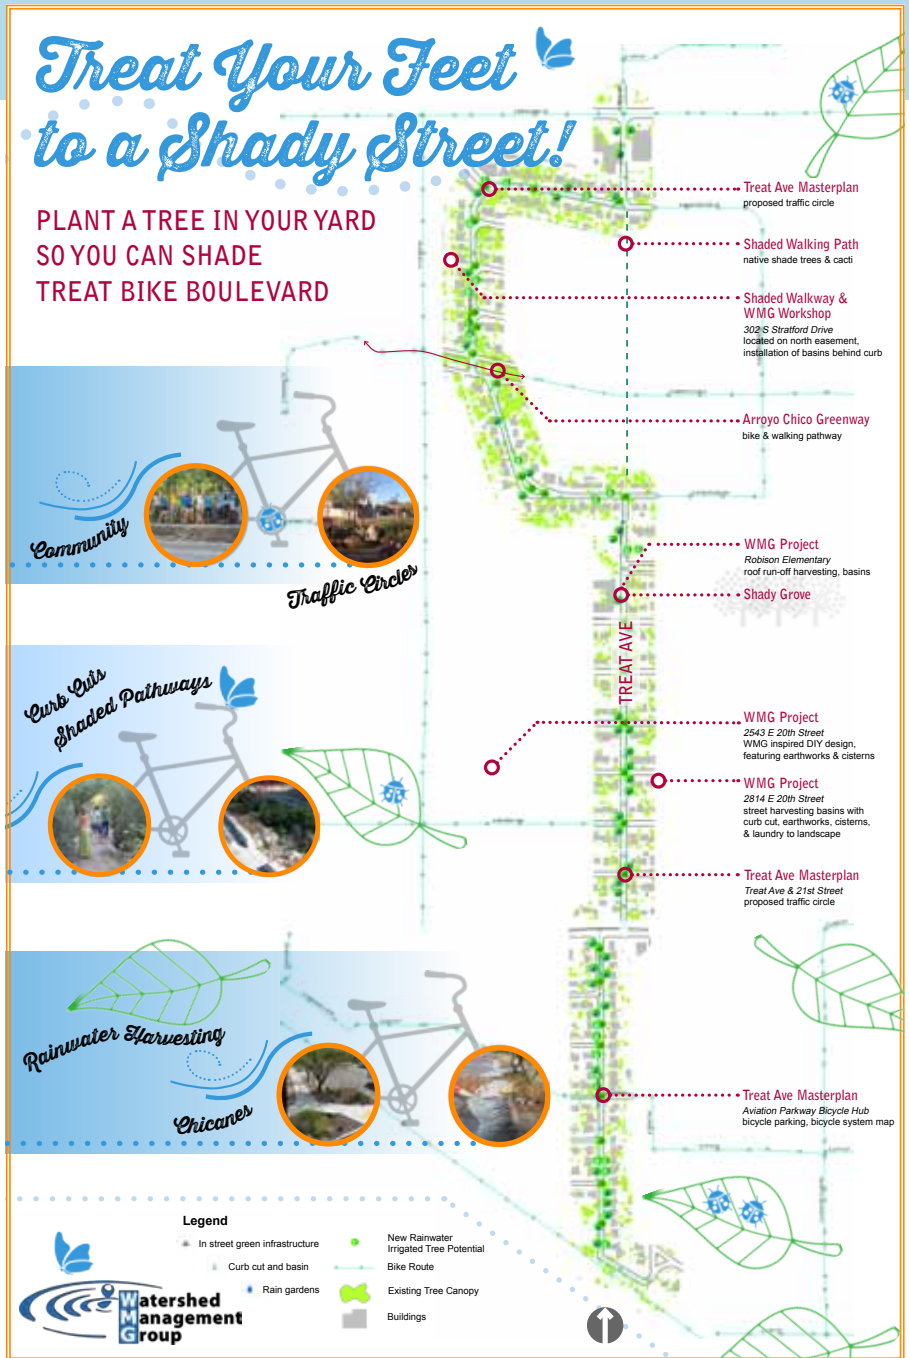 Treat Your Feet
to a Shady Street!
PLANT A TREE IN YOUR YARD
SO YOU CAN SHADE
TREAT BIKE BOULEVARD
Treat Ave Masterplan
proposed traffic circle
Shaded Walking Path
native shade trees & cacti
Shaded Walkway &
WMG Workshop
302 S Stratford Drive
located on north easement,
installation of basins behind curb
Arroyo Chico Greenway
bike & walking pathway
Community
Traffic Circles
WMG Project
Robison Elementary
roof run-off harvesting, basins
Shady Grove
TREAT AVE
Curb Cuts
Shaded Pathways
WMG Project
2543 E 20th Street
WMG inspired DIY design,
featuring earthworks & cisterns
WMG Project
2814 E 20th Street
street harvesting basins with
curb cut, earthworks, cisterns,
& laundry to landscape
Treat Ave Masterplan
Treat Ave & 21st Street
proposed traffic circle
Rainwater Harvesting
Chicanes
Treat Ave Masterplan
Aviation Parkway Bicycle Hub
bicycle parking, bicycle system map
Legend
In street green infrastructure
Curb cut and basin
Rain gardens
New Rainwater
Irrigated Tree Potential
Bike Route
Existing Tree Canopy
Buildings
Watershed
Management
Group